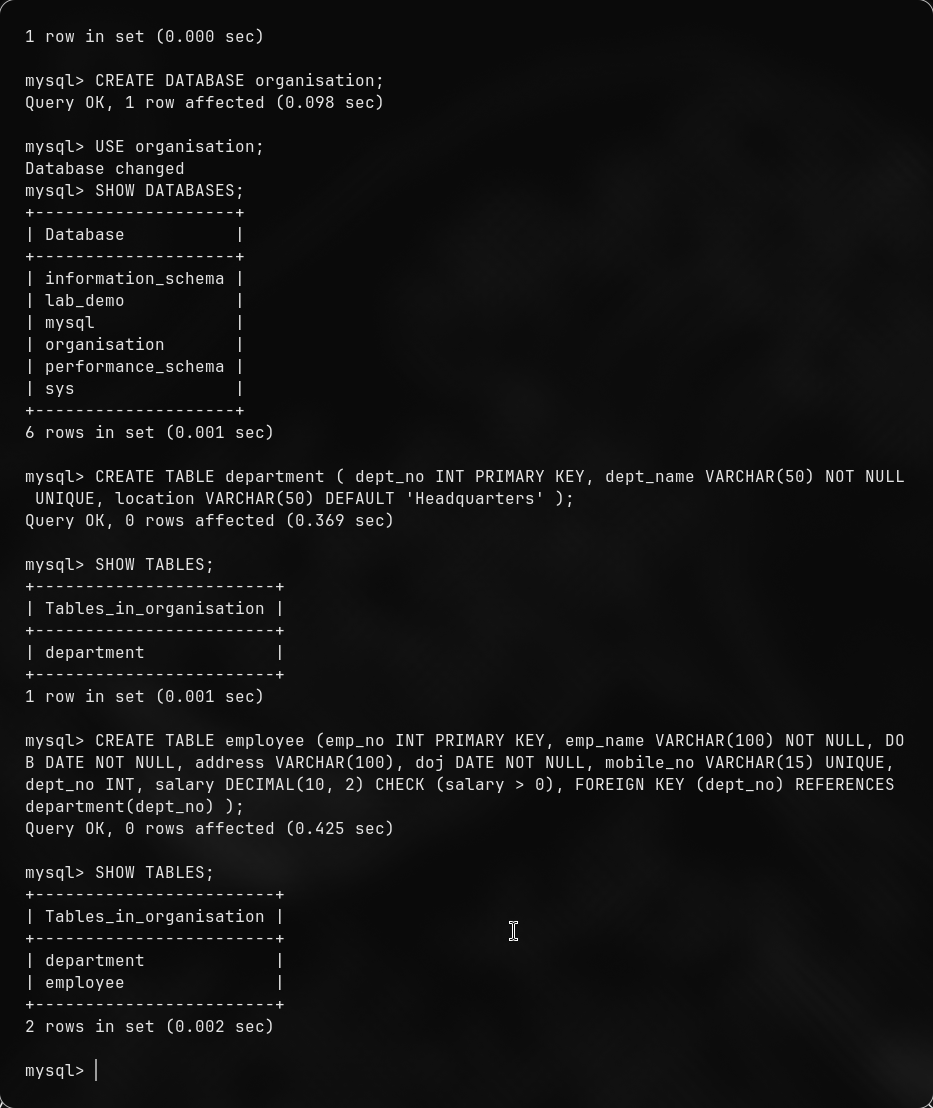 1 row in set (0.000 sec)
mysql> CREATE DATABASE organisation;
Query OK, 1 row affected (0.098 sec)
mysql> USE organisation;
Database changed
mysql> SHOW DATABASES;
+--------------------+
| Database           |
+--------------------+
| information_schema |
| lab_demo           |
| mysql              |
| organisation       |
| performance_schema |
| sys                |
+--------------------+
6 rows in set (0.001 sec)
mysql> CREATE TABLE department ( dept_no INT PRIMARY KEY, dept_name VARCHAR(50) NOT NULL
 UNIQUE, location VARCHAR(50) DEFAULT 'Headquarters' );
Query OK, 0 rows affected (0.369 sec)
mysql> SHOW TABLES;
+------------------------+
| Tables_in_organisation |
+------------------------+
| department             |
+------------------------+
1 row in set (0.001 sec)
mysql> CREATE TABLE employee (emp_no INT PRIMARY KEY, emp_name VARCHAR(100) NOT NULL, DO
B DATE NOT NULL, address VARCHAR(100), doj DATE NOT NULL, mobile_no VARCHAR(15) UNIQUE,
dept_no INT, salary DECIMAL(10, 2) CHECK (salary > 0), FOREIGN KEY (dept_no) REFERENCES
department(dept_no) );
Query OK, 0 rows affected (0.425 sec)
mysql> SHOW TABLES;
+------------------------+
| Tables_in_organisation |
+------------------------+
| department             |
| employee               |
+------------------------+
2 rows in set (0.002 sec)
mysql>